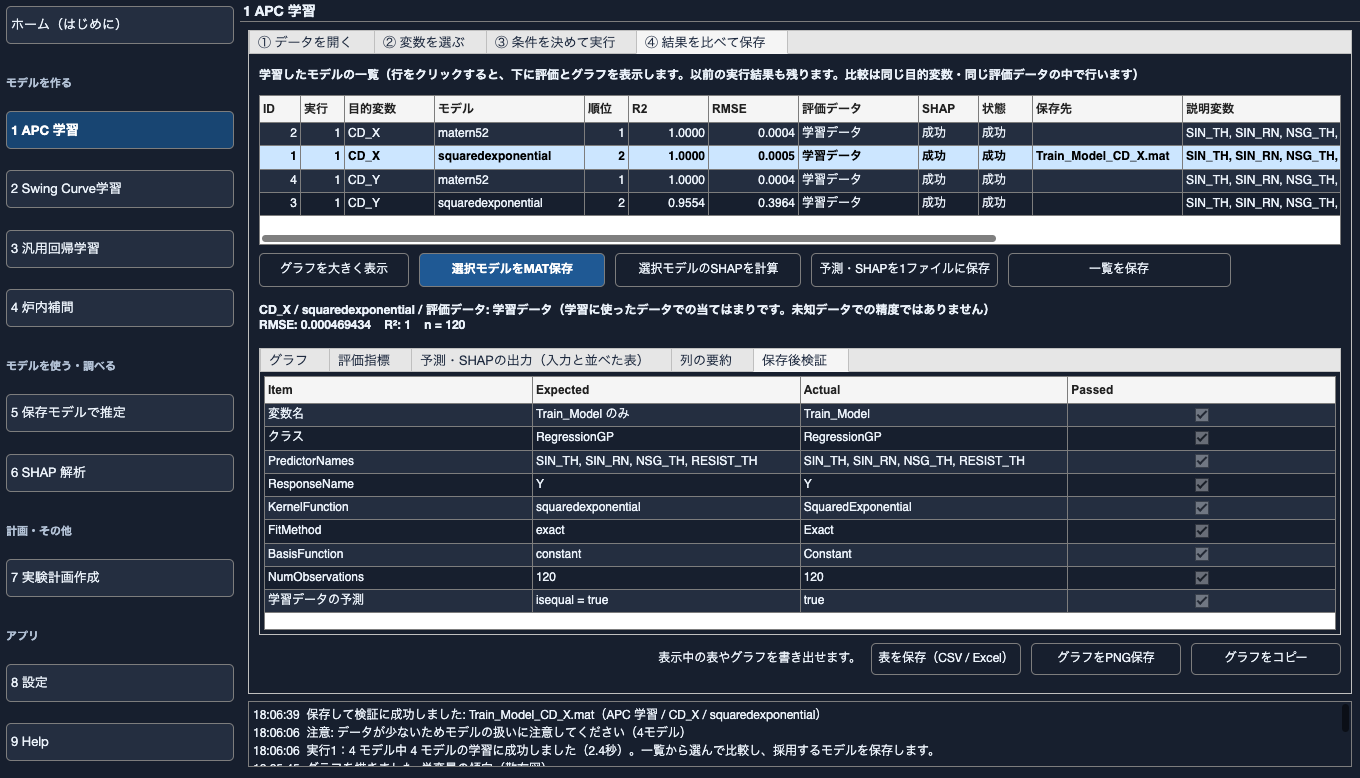 ホーム（はじめに）
モデルを作る
1 APC 学習
2 Swing Curve学習
3 汎用回帰学習
4 炉内補間
モデルを使う・調べる
5 保存モデルで推定
6 SHAP 解析
計画・その他
7 実験計画作成
アプリ
8 設定
9 Help
1 APC 学習
① データを開く ② 変数を選ぶ ③ 条件を決めて実行 ④ 結果を比べて保存
学習したモデルの一覧（行をクリックすると、下に評価とグラフを表示します。以前の実行結果も残ります。比較は同じ目的変数・同じ評価データの中で行います）
ID 実行 目的変数 モデル 順位 R2 RMSE 評価データ SHAP 状態 保存先 説明変数
2 1 CD_X matern52 1 1.0000 0.0004 学習データ 成功 成功 SIN_TH, SIN_RN, NSG_TH,
1 1 CD_X squaredexponential 2 1.0000 0.0005 学習データ 成功 成功 Train_Model_CD_X.mat SIN_TH, SIN_RN, NSG_TH,
4 1 CD_Y matern52 1 1.0000 0.0004 学習データ 成功 成功 SIN_TH, SIN_RN, NSG_TH,
3 1 CD_Y squaredexponential 2 0.9554 0.3964 学習データ 成功 成功 SIN_TH, SIN_RN, NSG_TH,
グラフを大きく表示 選択モデルをMAT保存 選択モデルのSHAPを計算 予測・SHAPを1ファイルに保存 一覧を保存
CD_X / squaredexponential / 評価データ: 学習データ（学習に使ったデータでの当てはまりです。未知データでの精度ではありません）
RMSE: 0.000469434 R²: 1 n = 120
グラフ 評価指標 予測・SHAPの出力（入力と並べた表） 列の要約 保存後検証
Item Expected Actual Passed
変数名 Train_Model のみ Train_Model
クラス RegressionGP RegressionGP
PredictorNames SIN_TH, SIN_RN, NSG_TH, RESIST_TH SIN_TH, SIN_RN, NSG_TH, RESIST_TH
ResponseName Y Y
KernelFunction squaredexponential SquaredExponential
FitMethod exact Exact
BasisFunction constant Constant
NumObservations 120 120
学習データの予測 isequal = true true
表示中の表やグラフを書き出せます。 表を保存（CSV / Excel） グラフをPNG保存 グラフをコピー
18:06:39 保存して検証に成功しました: Train_Model_CD_X.mat（APC 学習 / CD_X / squaredexponential）
18:06:06 注意: データが少ないためモデルの扱いに注意してください（4モデル）
18:06:06 実行1：4 モデル中 4 モデルの学習に成功しました（2.4秒）。一覧から選んで比較し、採用するモデルを保存します。